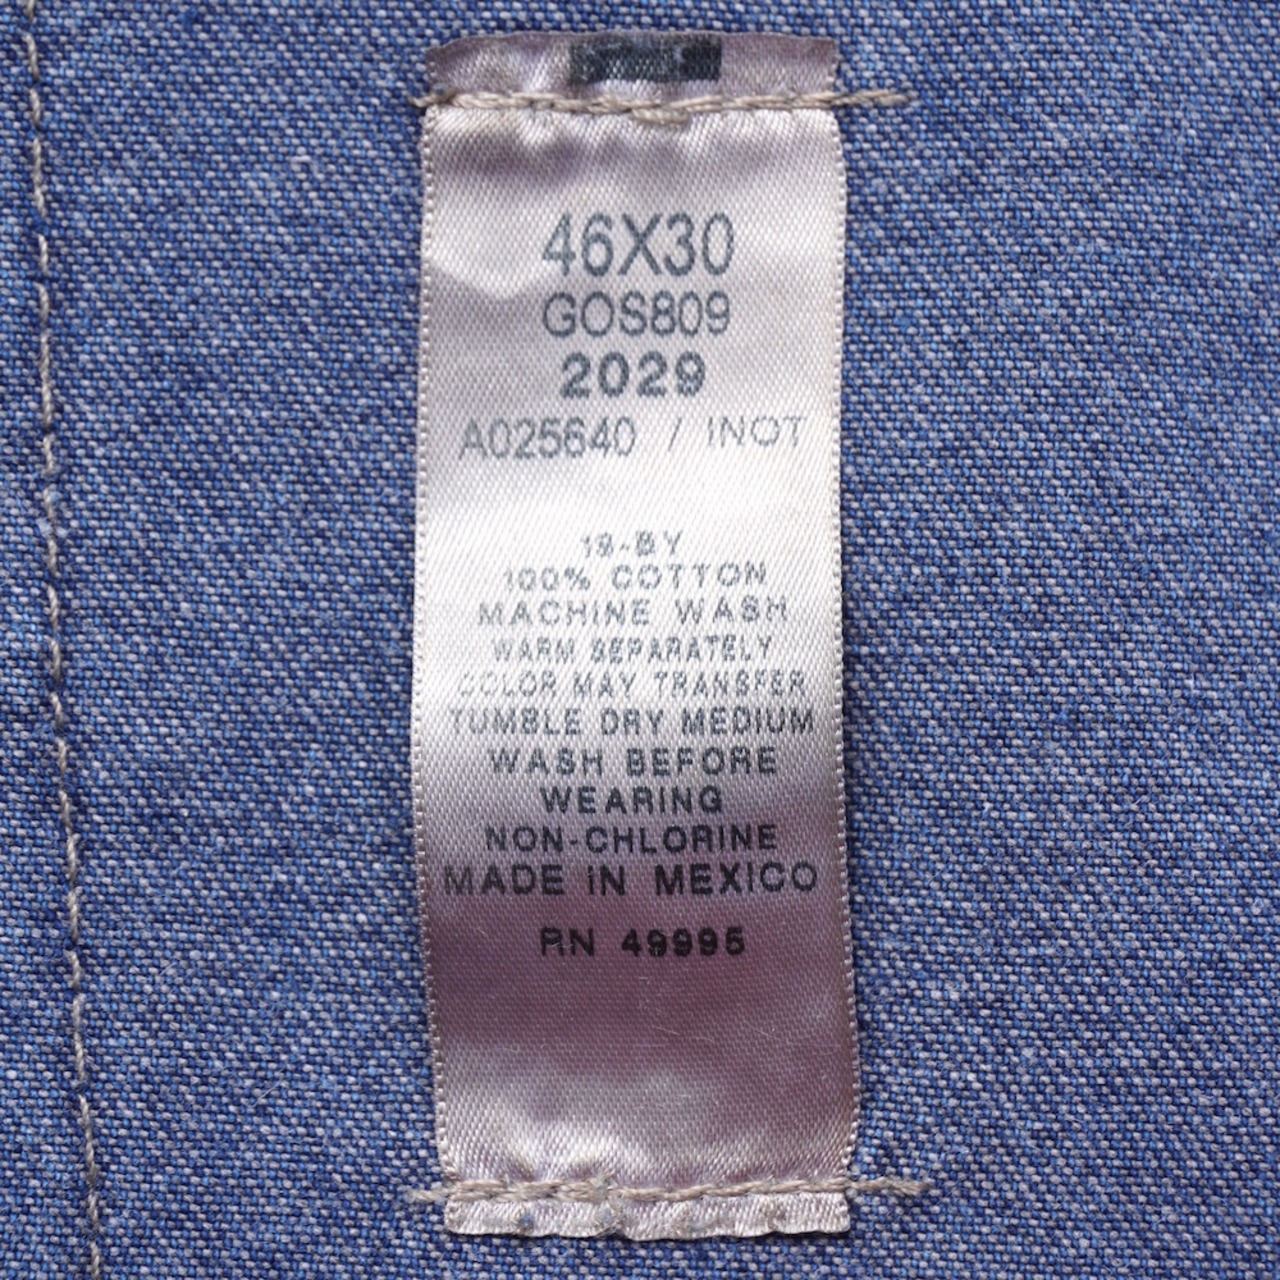 46X30
GOS809
2029
A025640 / INOT
19-BY
100% COTTON
MACHINE WASH
WARM SEPARATELY
COLOR MAY TRANSFER
TUMBLE DRY MEDIUM
WASH BEFORE
WEARING
NON-CHLORINE
MADE iN MEXICO
RN 49995